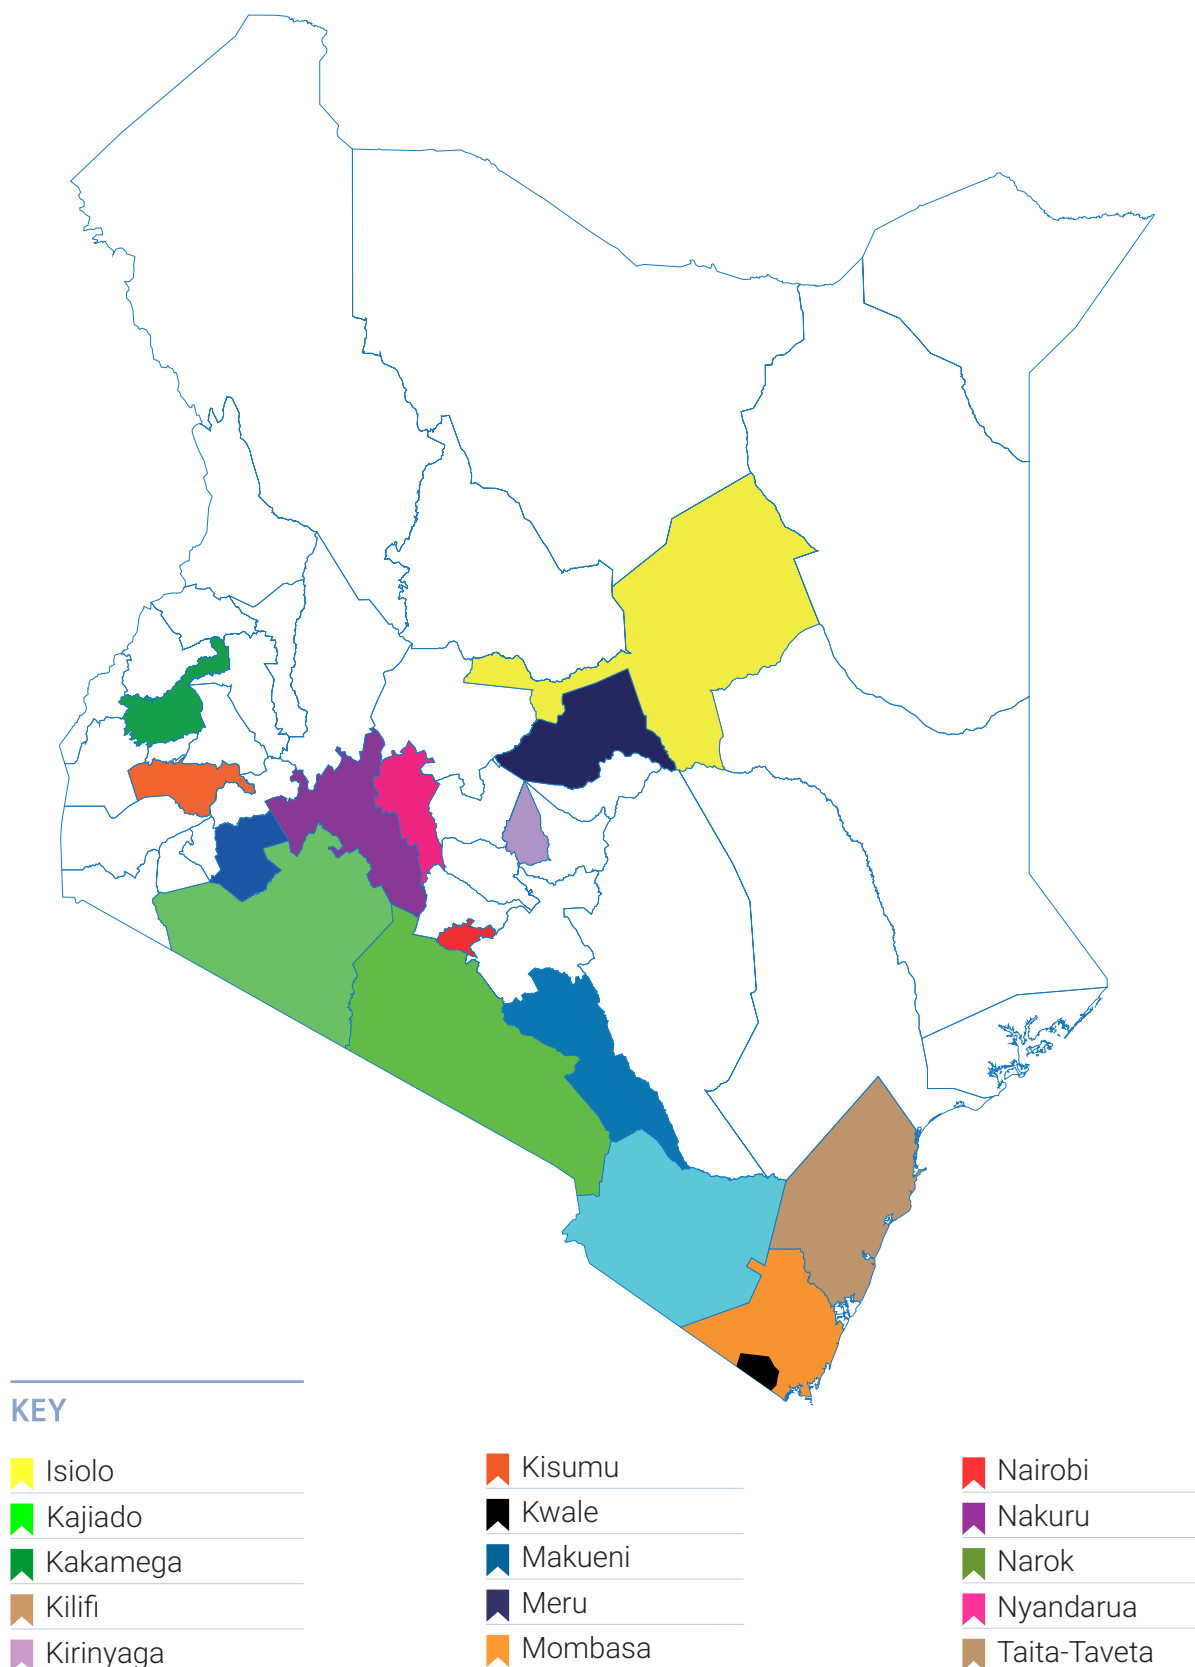 KEY
Isiolo
Kajiado
Kakamega
Kilifi
Kirinyaga
Kisumu
Kwale
Makueni
Meru
Mombasa
Nairobi
Nakuru
Narok
Nyandarua
Taita-Taveta